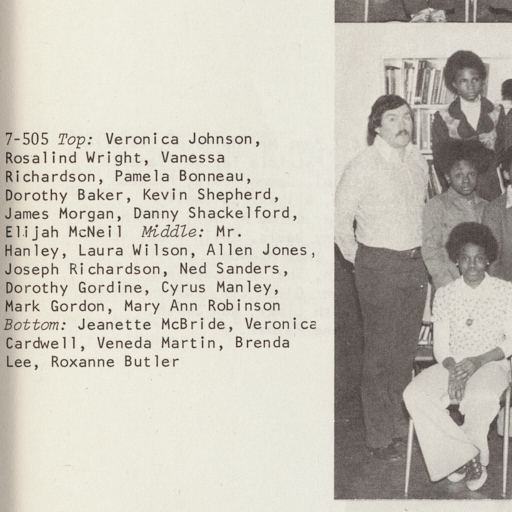 7-505 Top: Veronica Johnson,
Rosalind Wright, Vanessa
Richardson, Pamela Bonneau,
Dorothy Baker, Kevin Shepherd,
James Morgan, Danny Shackelford,
Elijah McNeil Middle: Mr.
Hanley, Laura Wilson, Allen Jones,
Joseph Richardson, Ned Sanders,
Dorothy Gordine, Cyrus Manley,
Mark Gordon, Mary Ann Robinson
Bottom: Jeanette McBride, Veronica
Cardwell, Veneda Martin, Brenda
Lee, Roxanne Butler